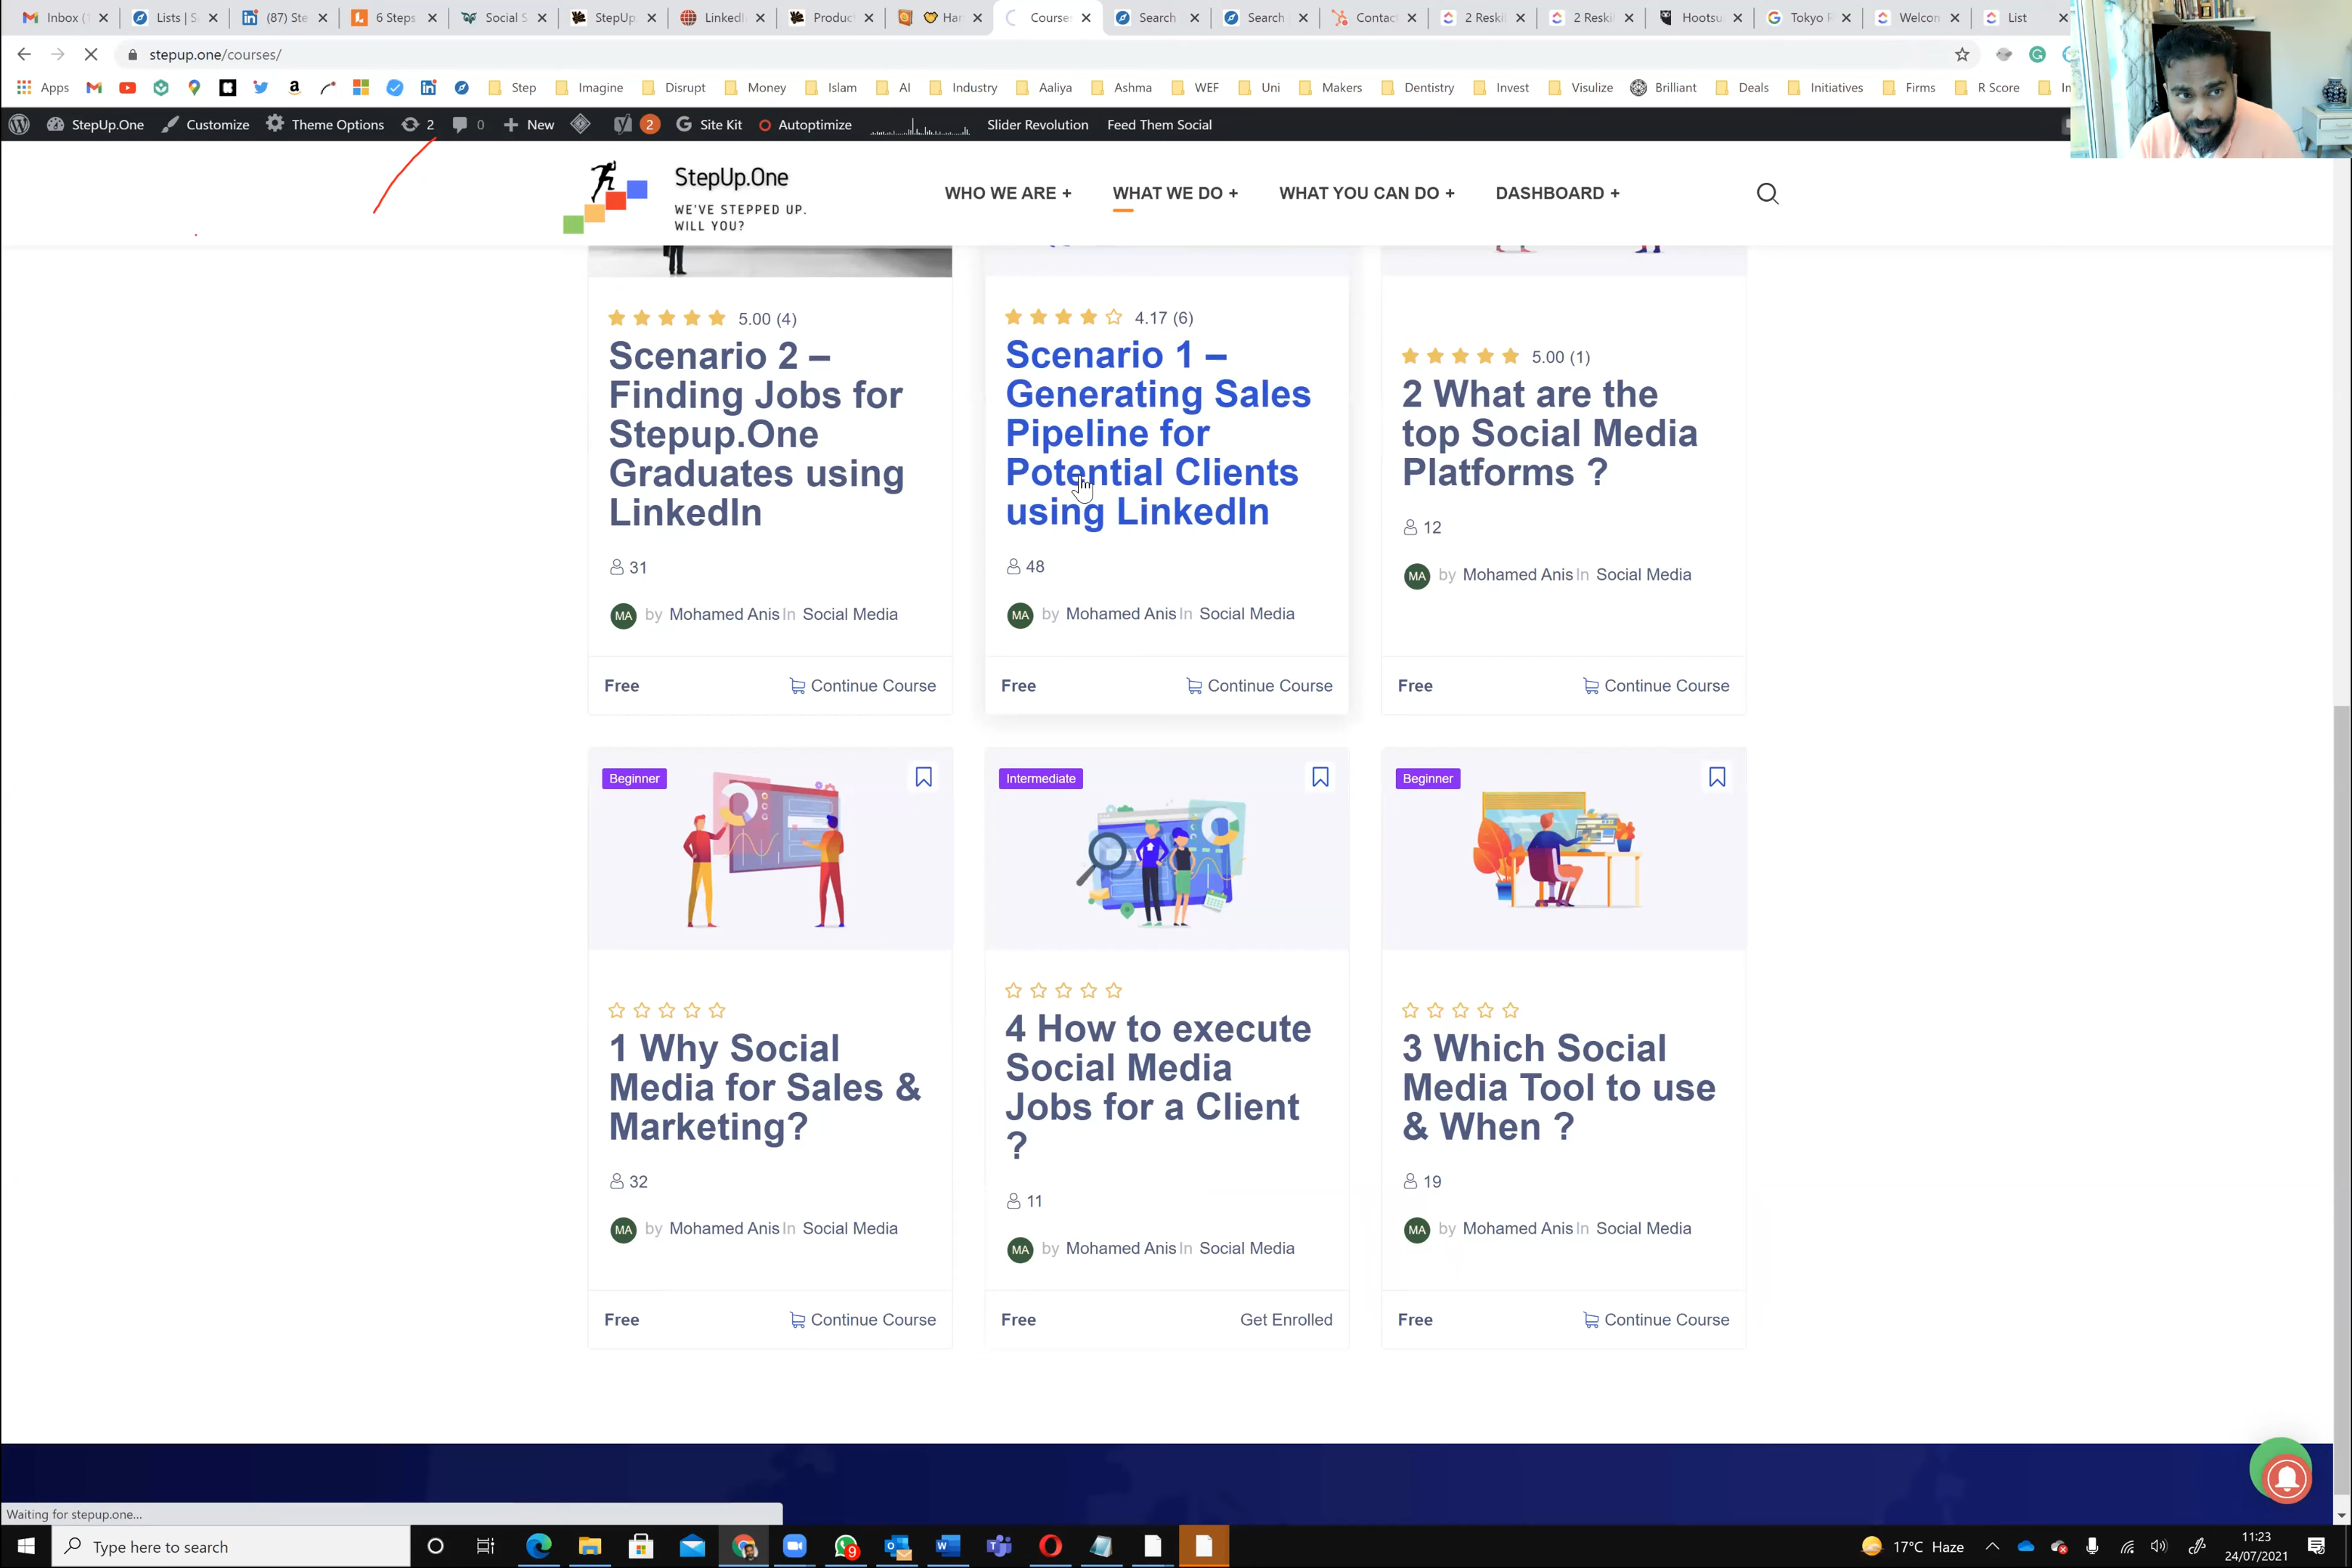 Inbox (
Lists | S
(87) Ste
6 Steps
Social S
StepUp.
LinkedI
Produc
Har
Course
Search
Search
Contac
2 Reski
2 Reski
Hootsu
Tokyo
Welcon
List
stepup.one/courses/
Apps
Step
Imagine
Disrupt
Money
Islam
AI
Industry
Aaliya
Ashma
WEF
Uni
Makers
Dentistry
Invest
Visulize
Brilliant
Deals
Initiatives
Firms
R Score
StepUp.One
Customize
Theme Options
2
0
New
2
Site Kit
Autoptimize
Slider Revolution
Feed Them Social
StepUp.One
WE'VE STEPPED UP.
WILL YOU?
WHO WE ARE +
WHAT WE DO +
WHAT YOU CAN DO +
DASHBOARD +
5.00 (4)
Scenario 2 –
Finding Jobs for
Stepup.One
Graduates using
LinkedIn
31
MA by Mohamed Anis In Social Media
Free
Continue Course
4.17 (6)
Scenario 1 –
Generating Sales
Pipeline for
Potential Clients
using LinkedIn
48
MA by Mohamed Anis In Social Media
Free
Continue Course
5.00 (1)
2 What are the
top Social Media
Platforms ?
12
MA by Mohamed Anis In Social Media
Free
Continue Course
Beginner
1 Why Social
Media for Sales &
Marketing?
32
MA by Mohamed Anis In Social Media
Free
Continue Course
Intermediate
4 How to execute
Social Media
Jobs for a Client
?
11
MA by Mohamed Anis In Social Media
Free
Get Enrolled
Beginner
3 Which Social
Media Tool to use
& When ?
19
MA by Mohamed Anis In Social Media
Free
Continue Course
Waiting for stepup.one...
Type here to search
9
17°C Haze
11:23
24/07/2021